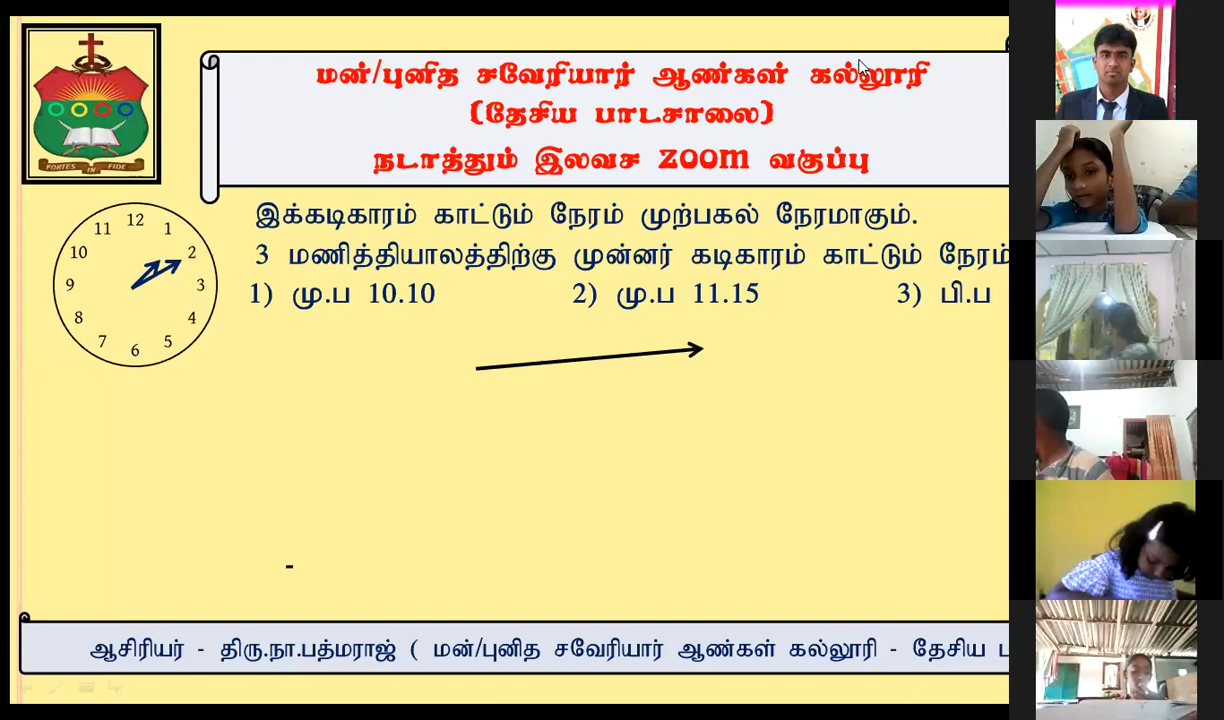 மன்/புனித சவேரியார் ஆண்கள் கல்லூரி
(தேசிய பாடசாலை)
நடாத்தும் இலவச ZOOM வகுப்பு
FORTES IN FIDE
இக்கடிகாரம் காட்டும் நேரம் முற்பகல் நேரமாகும்.
3 மணித்தியாலத்திற்கு முன்னர் கடிகாரம் காட்டும் நேரம்
1) மு.ப 10.10 2) மு.ப 11.15 3) பி.ப
12
11 1
10 2
9 3
8 4
7 5
6
-
ஆசிரியர் - திரு.நா.பத்மராஜ் ( மன்/புனித சவேரியார் ஆண்கள் கல்லூரி - தேசிய ப